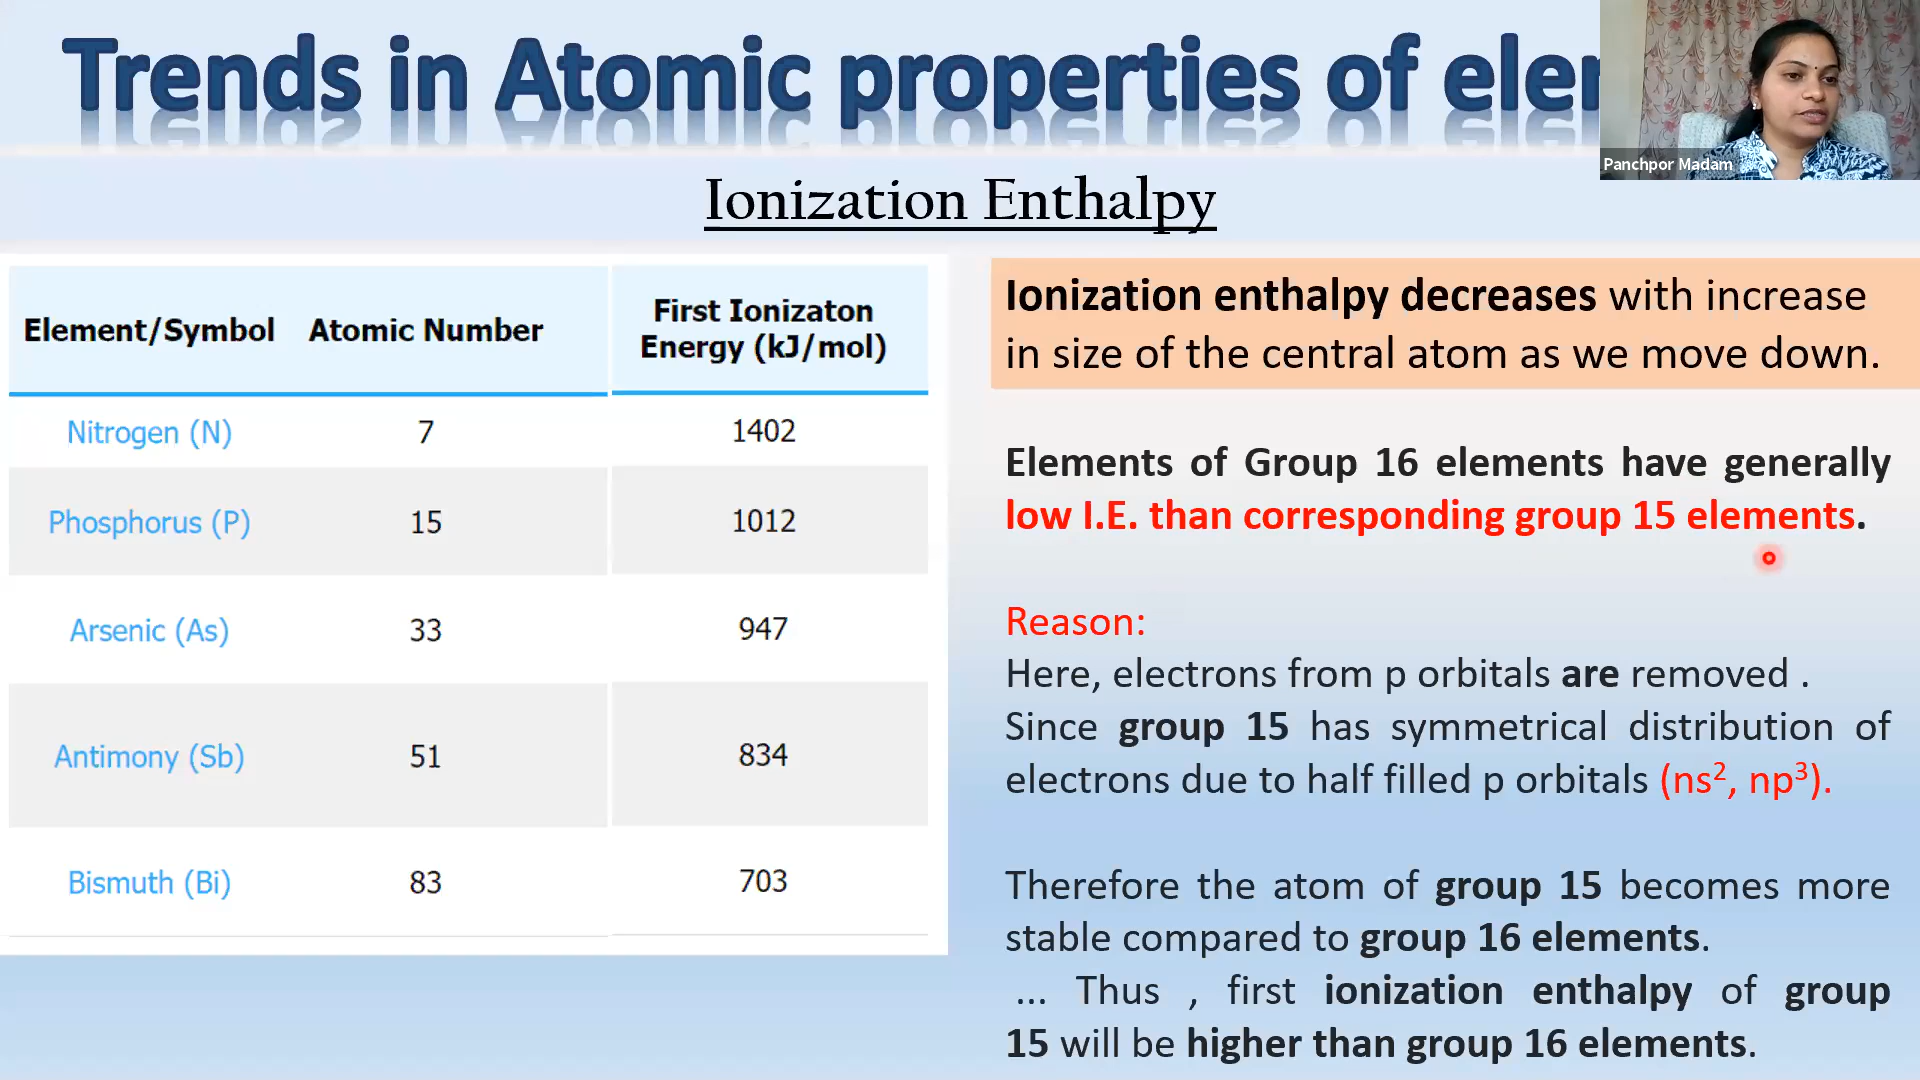 Trends in Atomic properties of elem
Panchpor Madam
Ionization Enthalpy
Element/Symbol Atomic Number First Ionizaton Energy (kJ/mol)
Nitrogen (N) 7 1402
Phosphorus (P) 15 1012
Arsenic (As) 33 947
Antimony (Sb) 51 834
Bismuth (Bi) 83 703
Ionization enthalpy decreases with increase
in size of the central atom as we move down.
Elements of Group 16 elements have generally
low I.E. than corresponding group 15 elements.
Reason:
Here, electrons from p orbitals are removed .
Since group 15 has symmetrical distribution of
electrons due to half filled p orbitals (ns², np³).
Therefore the atom of group 15 becomes more
stable compared to group 16 elements.
... Thus , first ionization enthalpy of group
15 will be higher than group 16 elements.